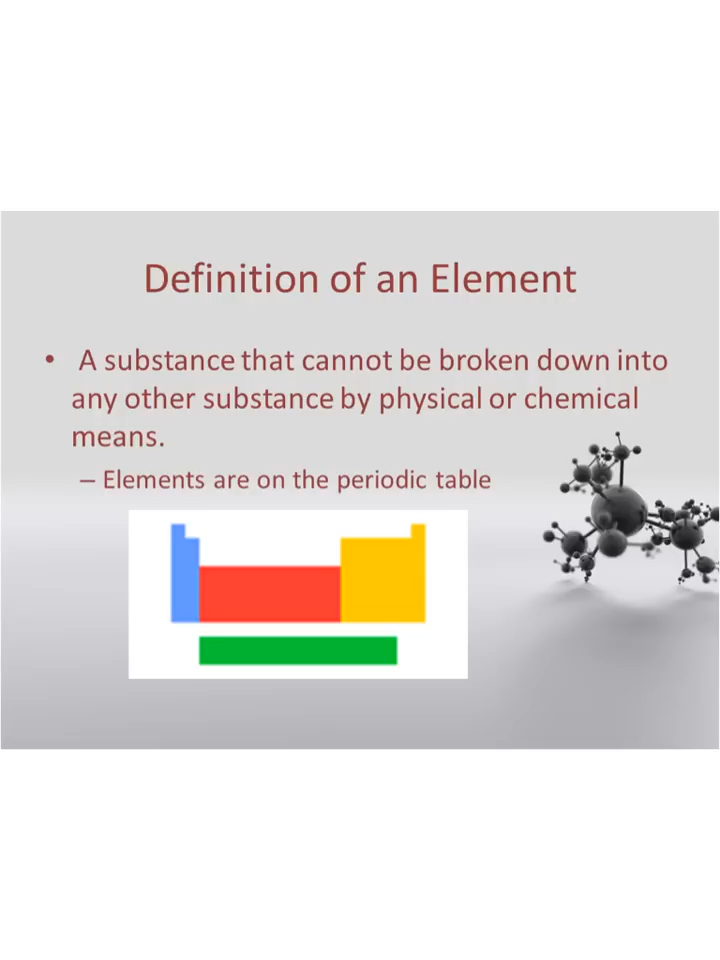 Definition of an Element
• A substance that cannot be broken down into
any other substance by physical or chemical
means.
– Elements are on the periodic table